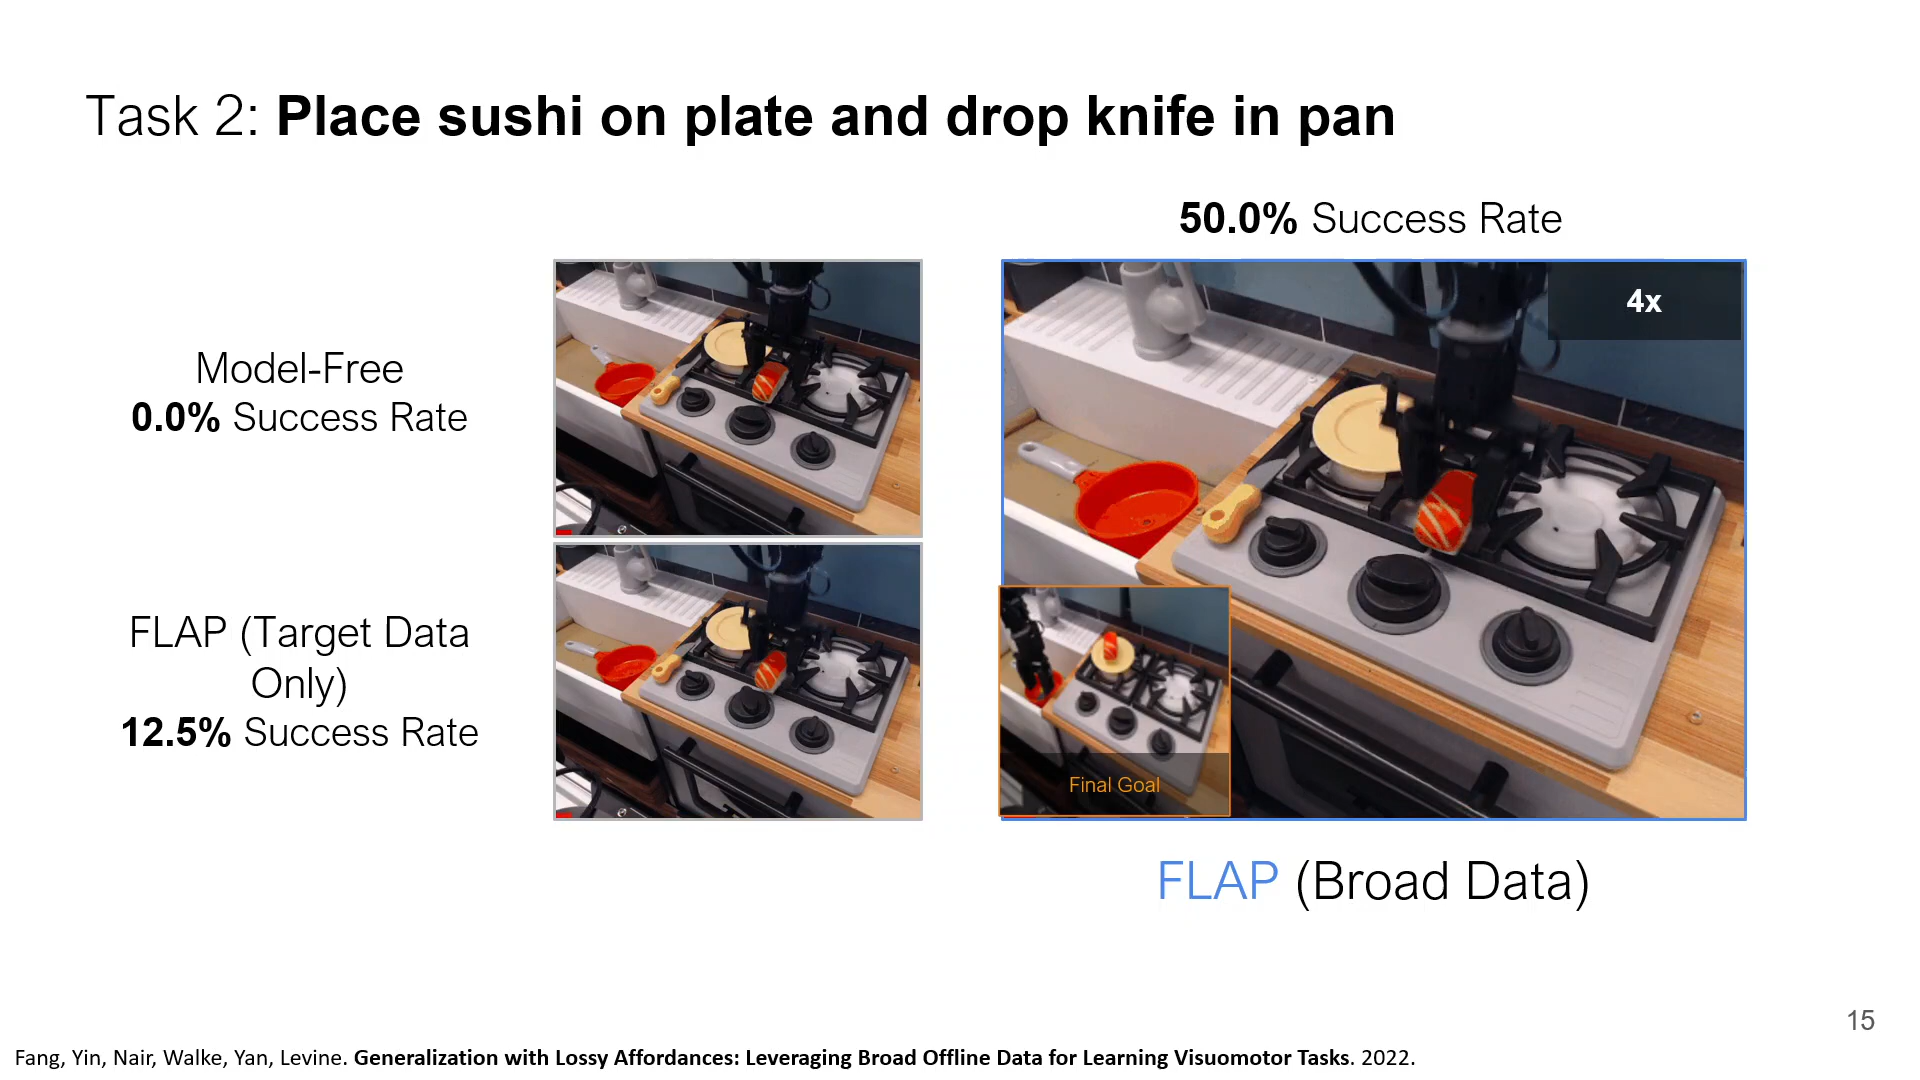 Task 2: Place sushi on plate and drop knife in pan
50.0% Success Rate
4x
Model-Free
0.0% Success Rate
FLAP (Target Data
Only)
12.5% Success Rate
Final Goal
FLAP (Broad Data)
15
Fang, Yin, Nair, Walke, Yan, Levine. Generalization with Lossy Affordances: Leveraging Broad Offline Data for Learning Visuomotor Tasks. 2022.